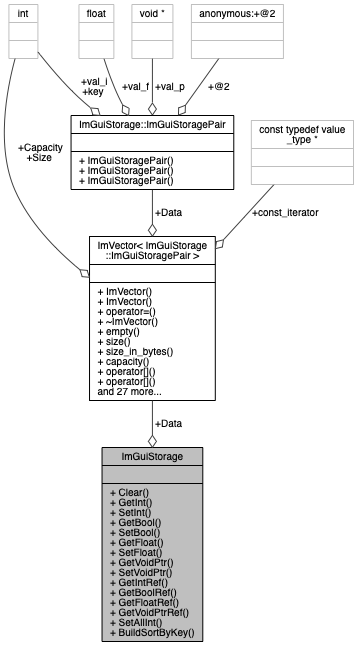 int
float
void *
anonymous:+@2
+val_i
+key
+val_f
+val_p
+@2
ImGuiStorage::ImGuiStoragePair
+ ImGuiStoragePair()
+ ImGuiStoragePair()
+ ImGuiStoragePair()
const typedef value
_type *
+Capacity
+Size
+Data
+const_iterator
ImVector< ImGuiStorage
::ImGuiStoragePair >
+ ImVector()
+ ImVector()
+ operator=()
+ ~ImVector()
+ empty()
+ size()
+ size_in_bytes()
+ capacity()
+ operator[]()
+ operator[]()
and 27 more...
+Data
ImGuiStorage
+ Clear()
+ GetInt()
+ SetInt()
+ GetBool()
+ SetBool()
+ GetFloat()
+ SetFloat()
+ GetVoidPtr()
+ SetVoidPtr()
+ GetIntRef()
+ GetBoolRef()
+ GetFloatRef()
+ GetVoidPtrRef()
+ SetAllInt()
+ BuildSortByKey()